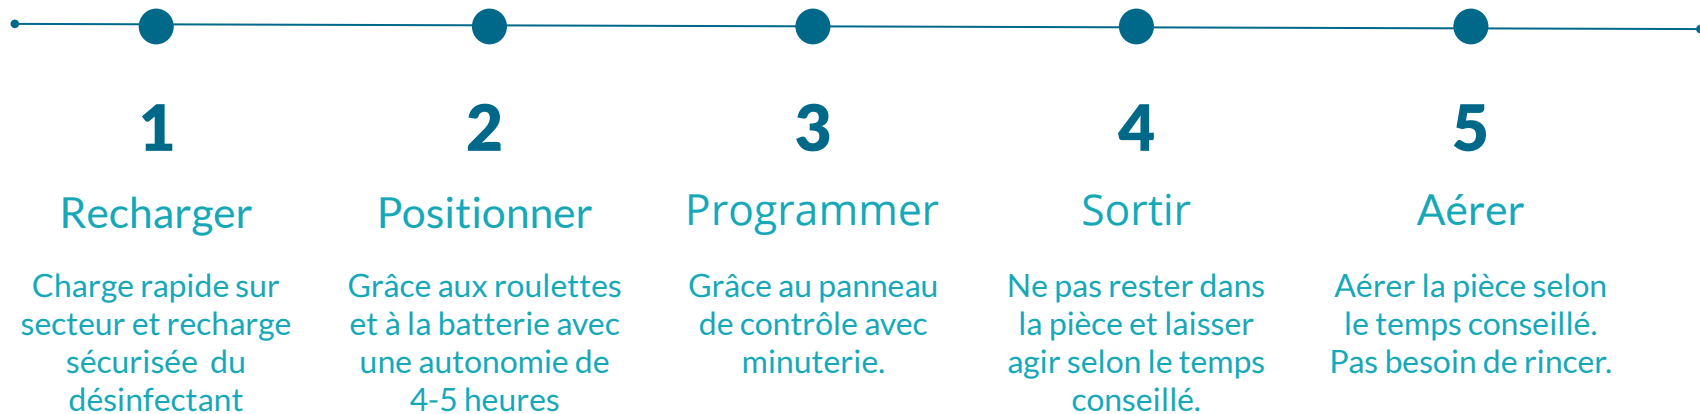 1
Recharger
Charge rapide sur
secteur et recharge
sécurisée du
désinfectant
2
Positionner
Grâce aux roulettes
et à la batterie avec
une autonomie de
4-5 heures
3
Programmer
Grâce au panneau
de contrôle avec
minuterie.
4
Sortir
Ne pas rester dans
la pièce et laisser
agir selon le temps
conseillé.
5
Aérer
Aérer la pièce selon
le temps conseillé.
Pas besoin de rincer.